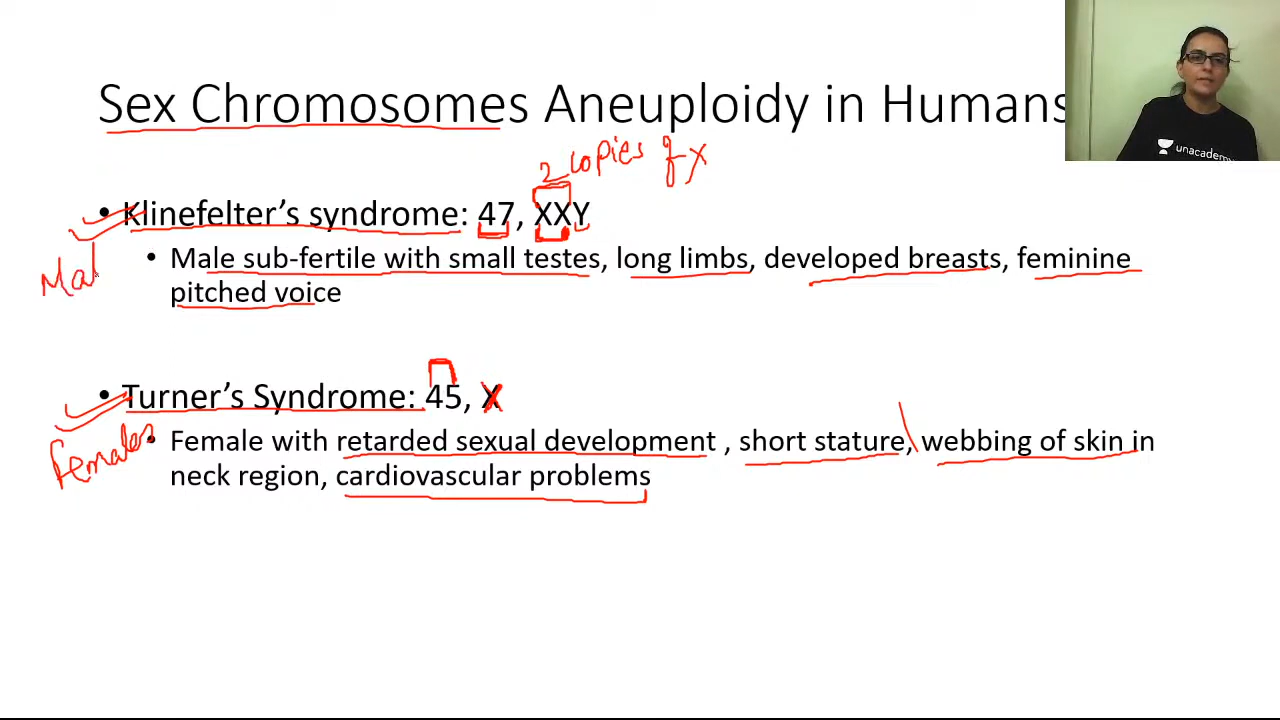 Sex Chromosomes Aneuploidy in Humans
unacademy
2 copies of X
• Klinefelter's syndrome: 47, XXY
Mal
• Male sub-fertile with small testes, long limbs, developed breasts, feminine
pitched voice
• Turner's Syndrome: 45, X
Females
• Female with retarded sexual development , short stature, webbing of skin in
neck region, cardiovascular problems